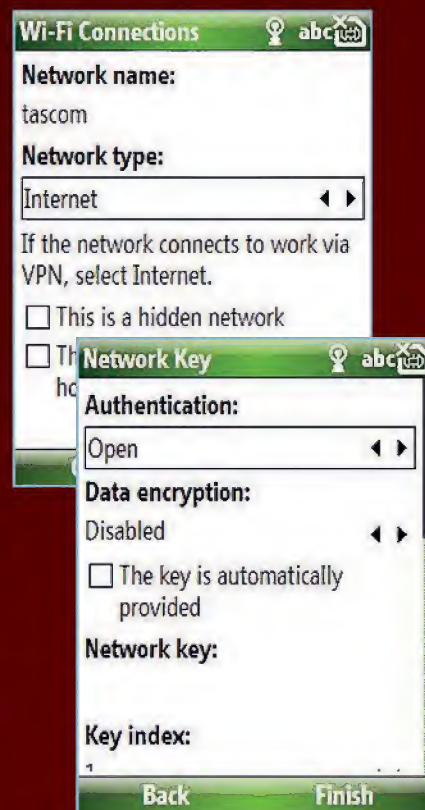 Wi-Fi Connections abc
Network name:
tascom
Network type:
Internet
If the network connects to work via
VPN, select Internet.
This is a hidden network
Network Key abc
Authentication:
Open
Data encryption:
Disabled
The key is automatically
provided
Network key:
Key index:
Back Finish